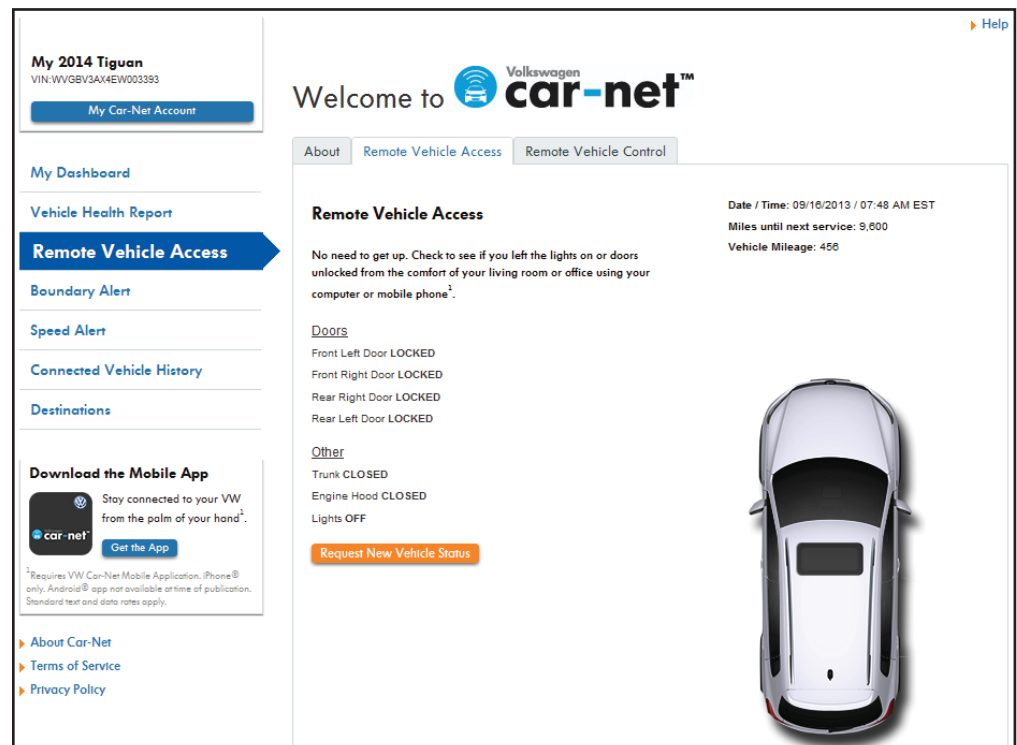 Help
My 2014 Tiguan
VIN:WVGBV3AX4EW003393
My Car-Net Account
My Dashboard
Vehicle Health Report
Remote Vehicle Access
Boundary Alert
Speed Alert
Connected Vehicle History
Destinations
Download the Mobile App
Stay connected to your VW
from the palm of your hand1.
car-net™
Get the App
1Requires VW Car-Net Mobile Application. iPhone®
only. Android® app not available at time of publication.
Standard text and data rates apply.
About Car-Net
Terms of Service
Privacy Policy
Welcome to Volkswagen car-net™
About
Remote Vehicle Access
Remote Vehicle Control
Remote Vehicle Access
No need to get up. Check to see if you left the lights on or doors
unlocked from the comfort of your living room or office using your
computer or mobile phone1.
Doors
Front Left Door LOCKED
Front Right Door LOCKED
Rear Right Door LOCKED
Rear Left Door LOCKED
Other
Trunk CLOSED
Engine Hood CLOSED
Lights OFF
Request New Vehicle Status
Date / Time: 09/16/2013 / 07:48 AM EST
Miles until next service: 9,600
Vehicle Mileage: 456